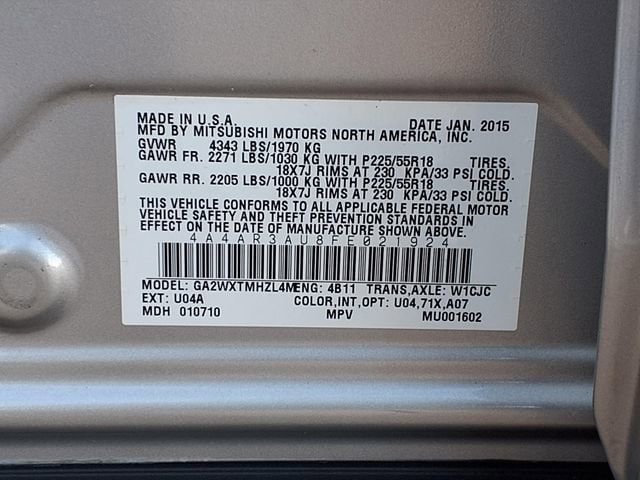 MADE IN U.S.A. DATE JAN. 2015
MFD BY MITSUBISHI MOTORS NORTH AMERICA, INC.
GVWR 4343 LBS/1970 KG
GAWR FR. 2271 LBS/1030 KG WITH P225/55R18 TIRES.
18X7J RIMS AT 230 KPA/33 PSI COLD.
GAWR RR. 2205 LBS/1000 KG WITH P225/55R18 TIRES.
18X7J RIMS AT 230 KPA/33 PSI COLD.
THIS VEHICLE CONFORMS TO ALL APPLICABLE FEDERAL MOTOR
VEHICLE SAFETY AND THEFT PREVENTION STANDARDS IN
EFFECT ON THE DATE OF MANUFACTURE SHOWN ABOVE.
4A4AR3AU8FE021924
MODEL: GA2WXTMHZL4M ENG: 4B11 TRANS,AXLE: W1CJC
EXT: U04A COLOR,INT,OPT: U04,71X,A07
MDH 010710 MPV MU001602